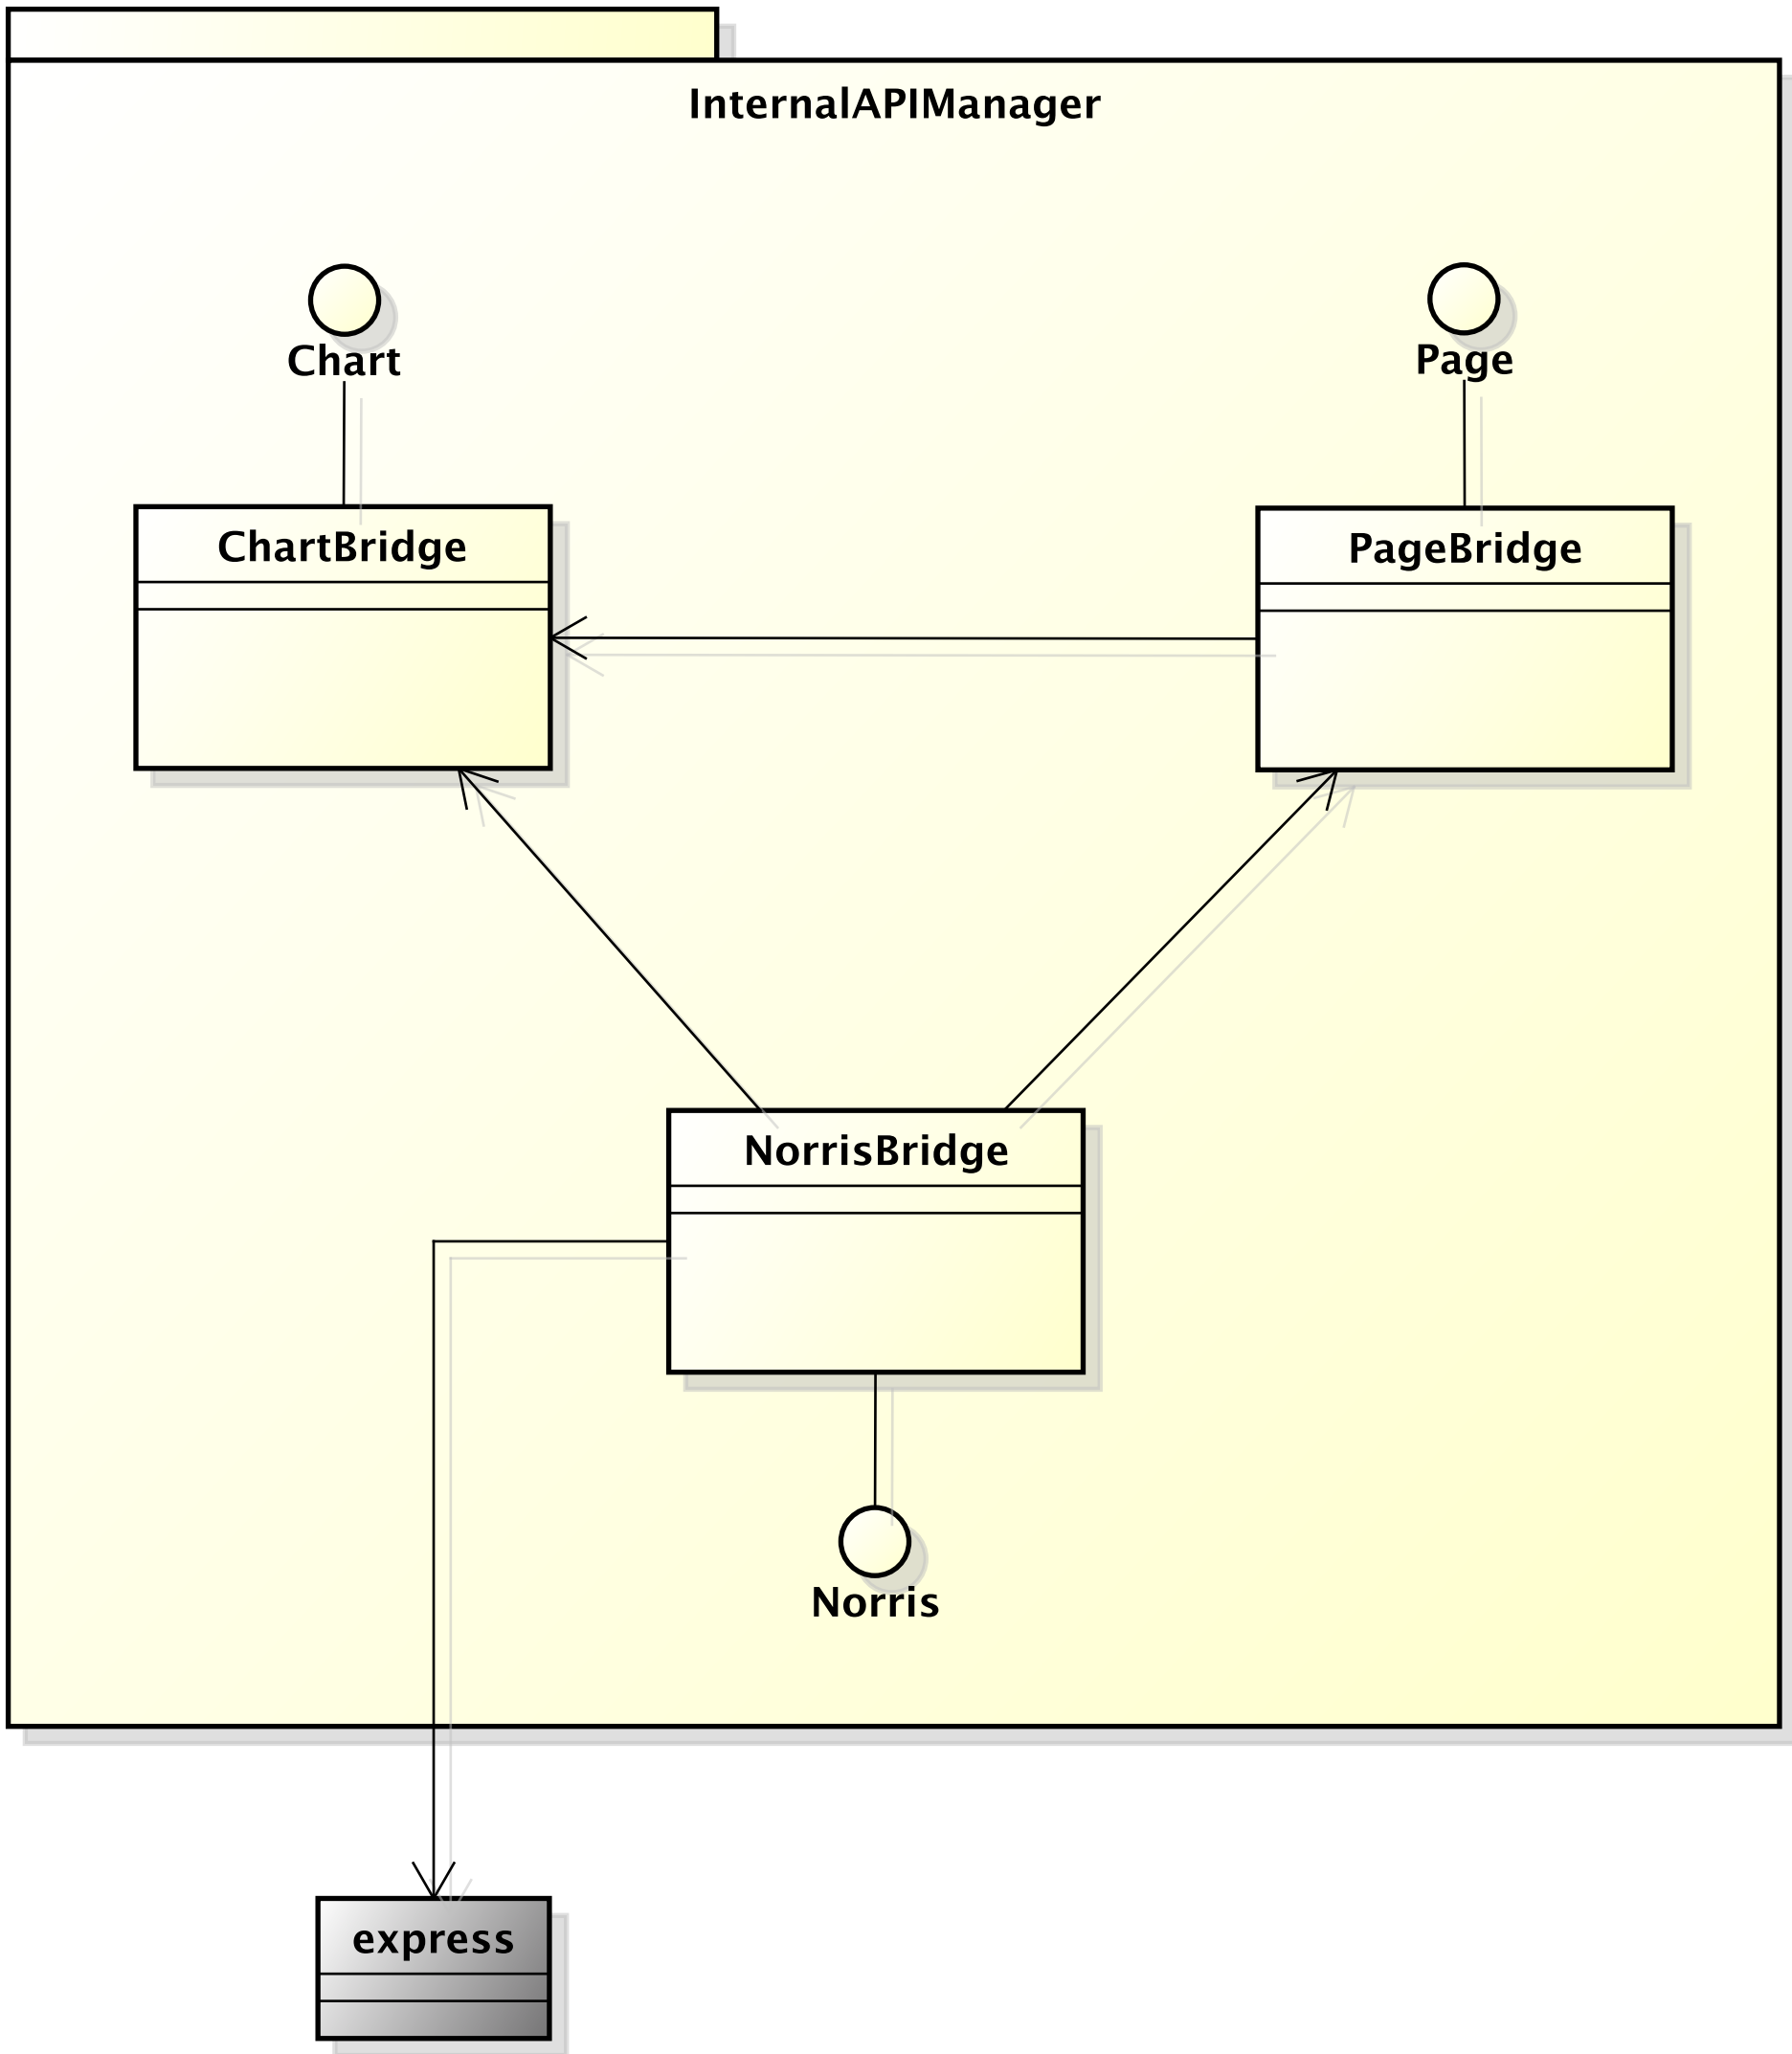 InternalAPIManager
Chart
Page
ChartBridge
PageBridge
NorrisBridge
Norris
express